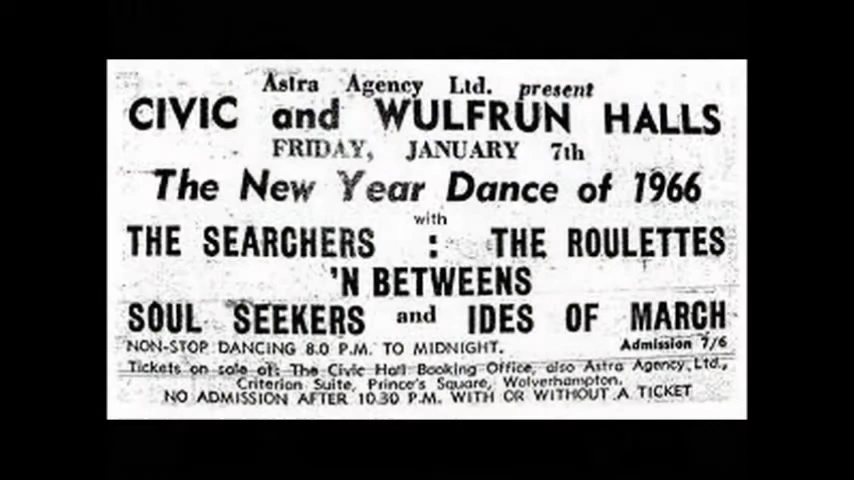 Astra Agency Ltd. present
CIVIC and WULFRUN HALLS
FRIDAY, JANUARY 7th
The New Year Dance of 1966
with
THE SEARCHERS : THE ROULETTES
'N BETWEENS
SOUL SEEKERS and IDES OF MARCH
NON-STOP DANCING 8.0 P.M. TO MIDNIGHT. Admission 7/6
Tickets on sale at: The Civic Hall Booking Office, also Astra Agency Ltd.,
Criterion Suite, Prince's Square, Wolverhampton.
NO ADMISSION AFTER 10.30 P.M. WITH OR WITHOUT A TICKET